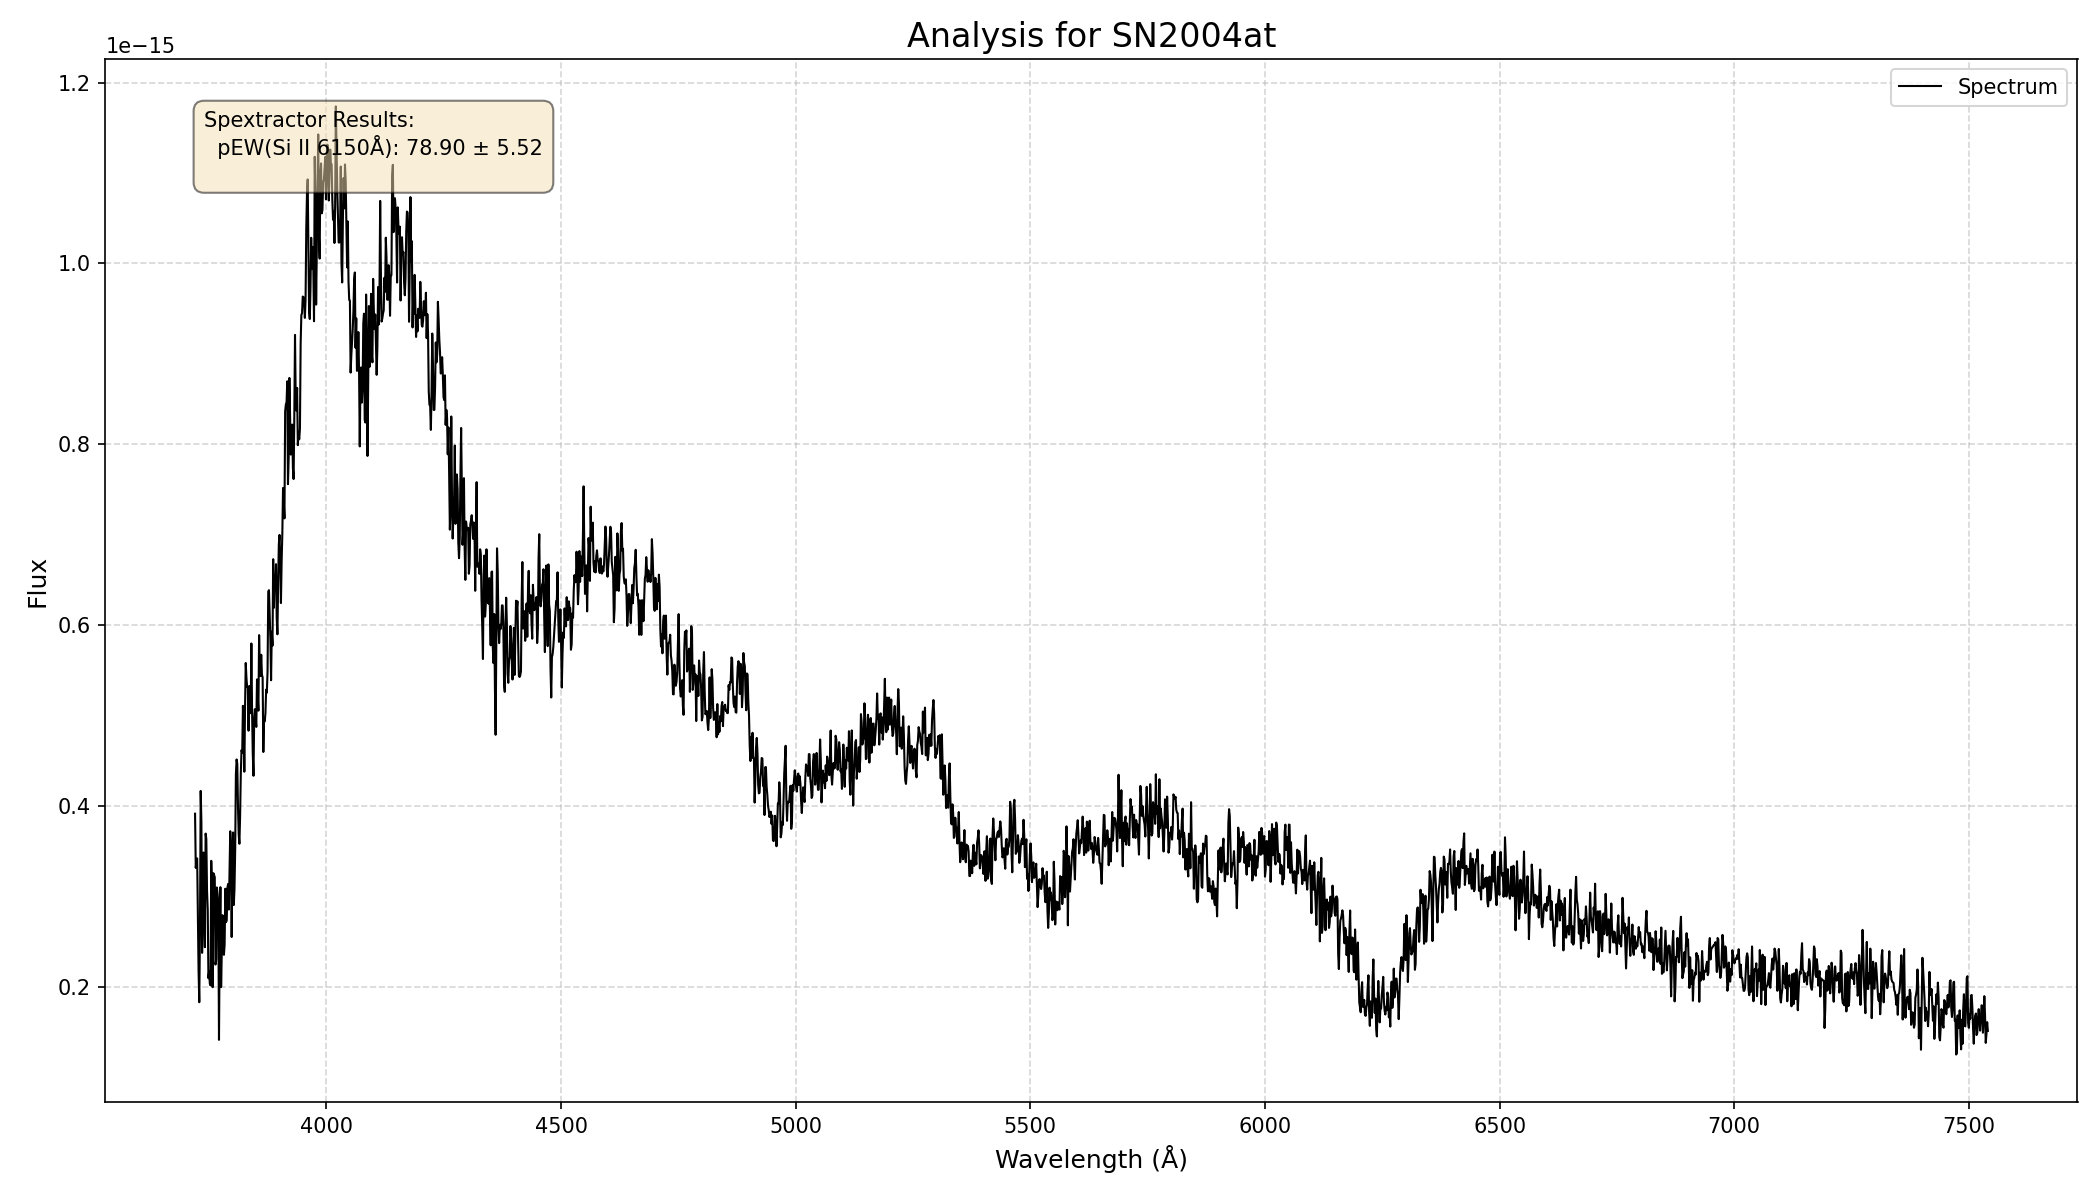 Analysis for SN2004at
1e−15
Spectrum
Spextractor Results:
pEW(Si II 6150Å): 78.90 ± 5.52
1.2
1.0
0.8
0.6
0.4
0.2
Flux
4000 4500 5000 5500 6000 6500 7000 7500
Wavelength (Å)